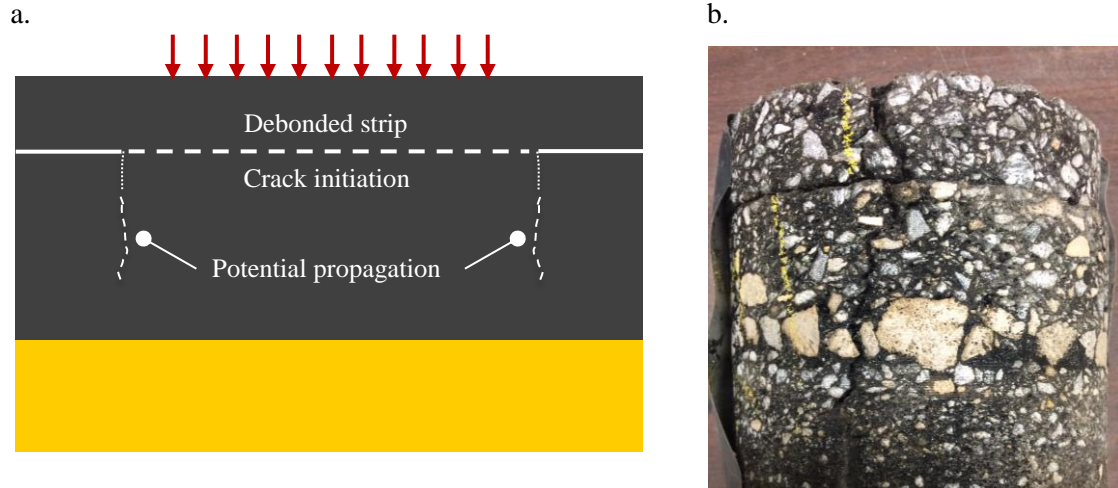 a.
b.
Debonded strip
Crack initiation
Potential propagation